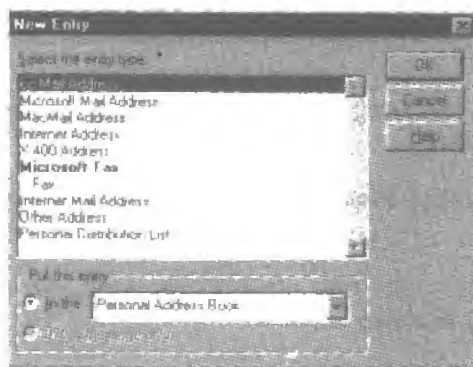 New Entry
Select the entry type:
OK
Cancel
Help
Microsoft Mail Address
MacMail Address
Internet Address
X.400 Address
Microsoft Fax
Fax
Internet Mail Address
Other Address
Personal Distribution List
Put this entry
In the
Personal Address Book